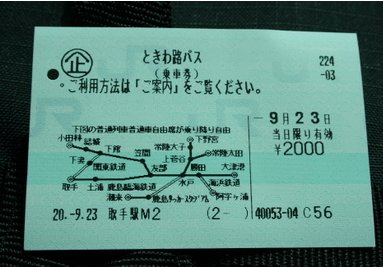 企
ときわ路パス
(乗車券)
224
-03
ご利用方法は「ご案内」をご覧ください。
9月23日
当日限り有効
¥2000
下図の普通列車普通車自由席が乗り降り自由
小田林
結城
下館
下妻
関東鉄道
取手
土浦
笠間
友部
常陸大子
下野宮
上菅谷
常陸太田
勝田
大津港
水戸
海浜鉄道
鹿島臨海鉄道
潮来
鹿島サッカースタジアム
阿字ヶ浦
20.-9.23 取手駅M2 (2- ) 40053-04 C56